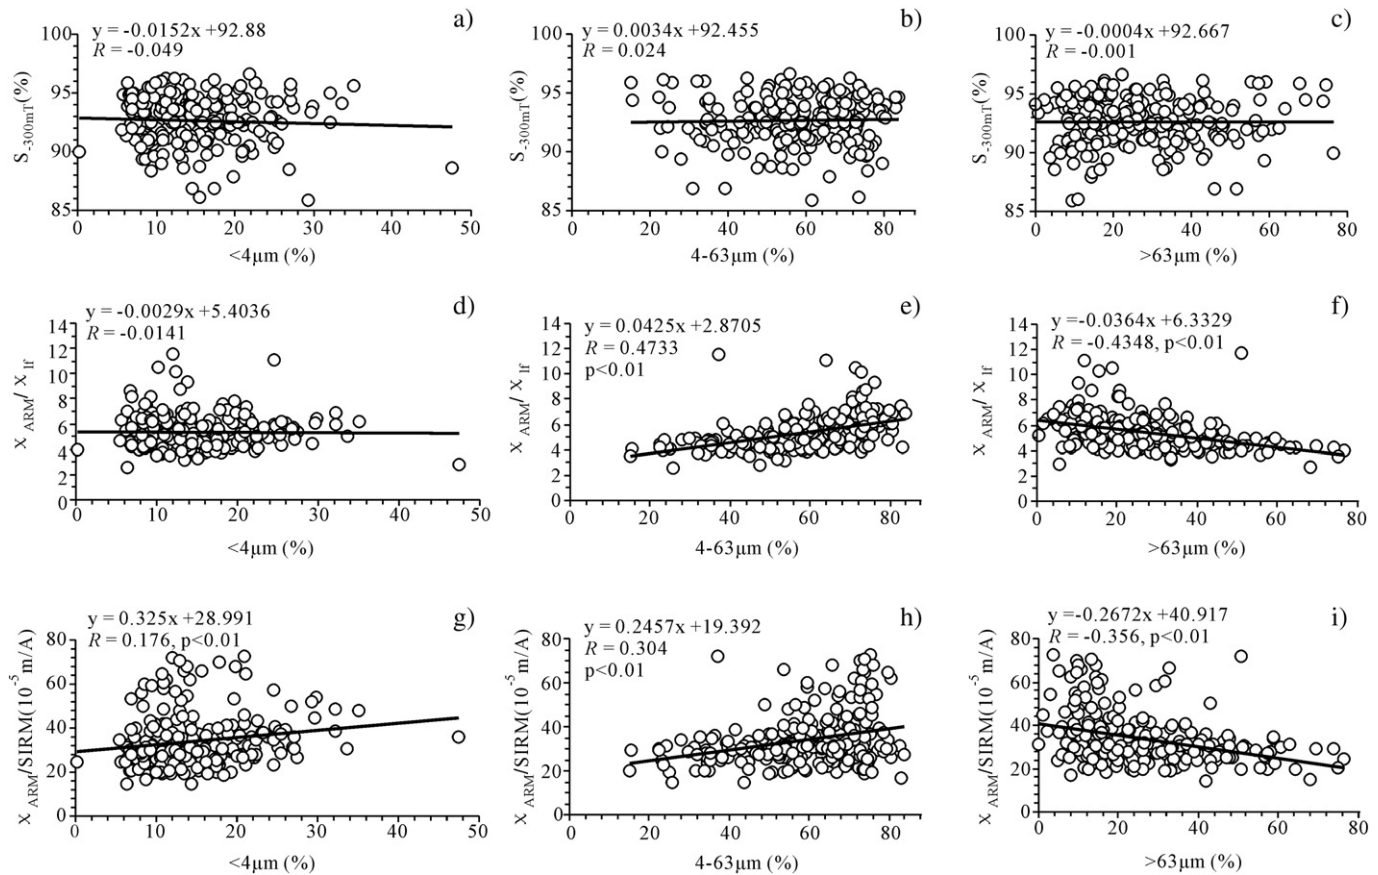 a)
y = -0.0152x +92.88
R = -0.049
100
95
90
85
S-300mT(%)
0 10 20 30 40 50
<4μm (%)
b)
y = 0.0034x +92.455
R = 0.024
100
95
90
85
S-300mT(%)
0 20 40 60 80
4-63μm (%)
c)
y = -0.0004x +92.667
R = -0.001
100
95
90
85
S-300mT(%)
0 20 40 60 80
>63μm (%)
d)
y = -0.0029x +5.4036
R = -0.0141
14
12
10
8
6
4
2
0
χARM/ χlf
0 10 20 30 40 50
<4μm (%)
e)
y = 0.0425x +2.8705
R = 0.4733
p<0.01
14
12
10
8
6
4
2
0
χARM/ χlf
0 20 40 60 80
4-63μm (%)
f)
y =-0.0364x +6.3329
R = -0.4348, p<0.01
14
12
10
8
6
4
2
0
χARM/ χlf
0 20 40 60 80
>63μm (%)
g)
y = 0.325x +28.991
R = 0.176, p<0.01
80
60
40
20
0
χARM/SIRM(10-5 m/A)
0 10 20 30 40 50
<4μm (%)
h)
y = 0.2457x +19.392
R = 0.304
p<0.01
80
60
40
20
0
χARM/SIRM(10-5 m/A)
0 20 40 60 80
4-63μm (%)
i)
y =-0.2672x +40.917
R = -0.356, p<0.01
80
60
40
20
0
χARM/SIRM(10-5 m/A)
0 20 40 60 80
>63μm (%)